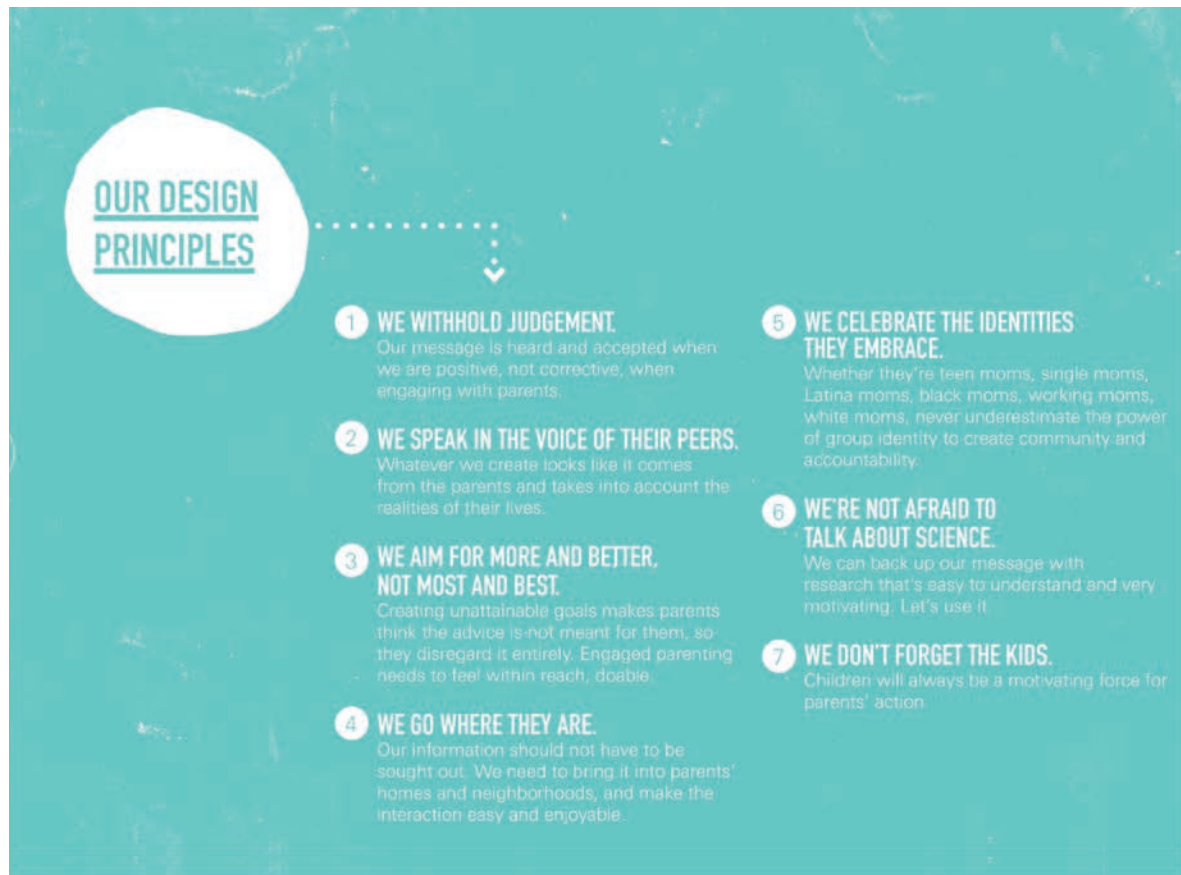 OUR DESIGN
PRINCIPLES
1 WE WITHHOLD JUDGEMENT.
Our message is heard and accepted when
we are positive, not corrective, when
engaging with parents.
2 WE SPEAK IN THE VOICE OF THEIR PEERS.
Whatever we create looks like it comes
from the parents and takes into account the
realities of their lives.
3 WE AIM FOR MORE AND BETTER,
NOT MOST AND BEST.
Creating unattainable goals makes parents
think the advice is not meant for them, so
they disregard it entirely. Engaged parenting
needs to feel within reach, doable.
4 WE GO WHERE THEY ARE.
Our information should not have to be
sought out. We need to bring it into parents'
homes and neighborhoods, and make the
interaction easy and enjoyable.
5 WE CELEBRATE THE IDENTITIES
THEY EMBRACE.
Whether they're teen moms, single moms,
Latina moms, black moms, working moms,
white moms, never underestimate the power
of group identity to create community and
accountability.
6 WE'RE NOT AFRAID TO
TALK ABOUT SCIENCE.
We can back up our message with
research that's easy to understand and very
motivating. Let's use it.
7 WE DON'T FORGET THE KIDS.
Children will always be a motivating force for
parents' action.